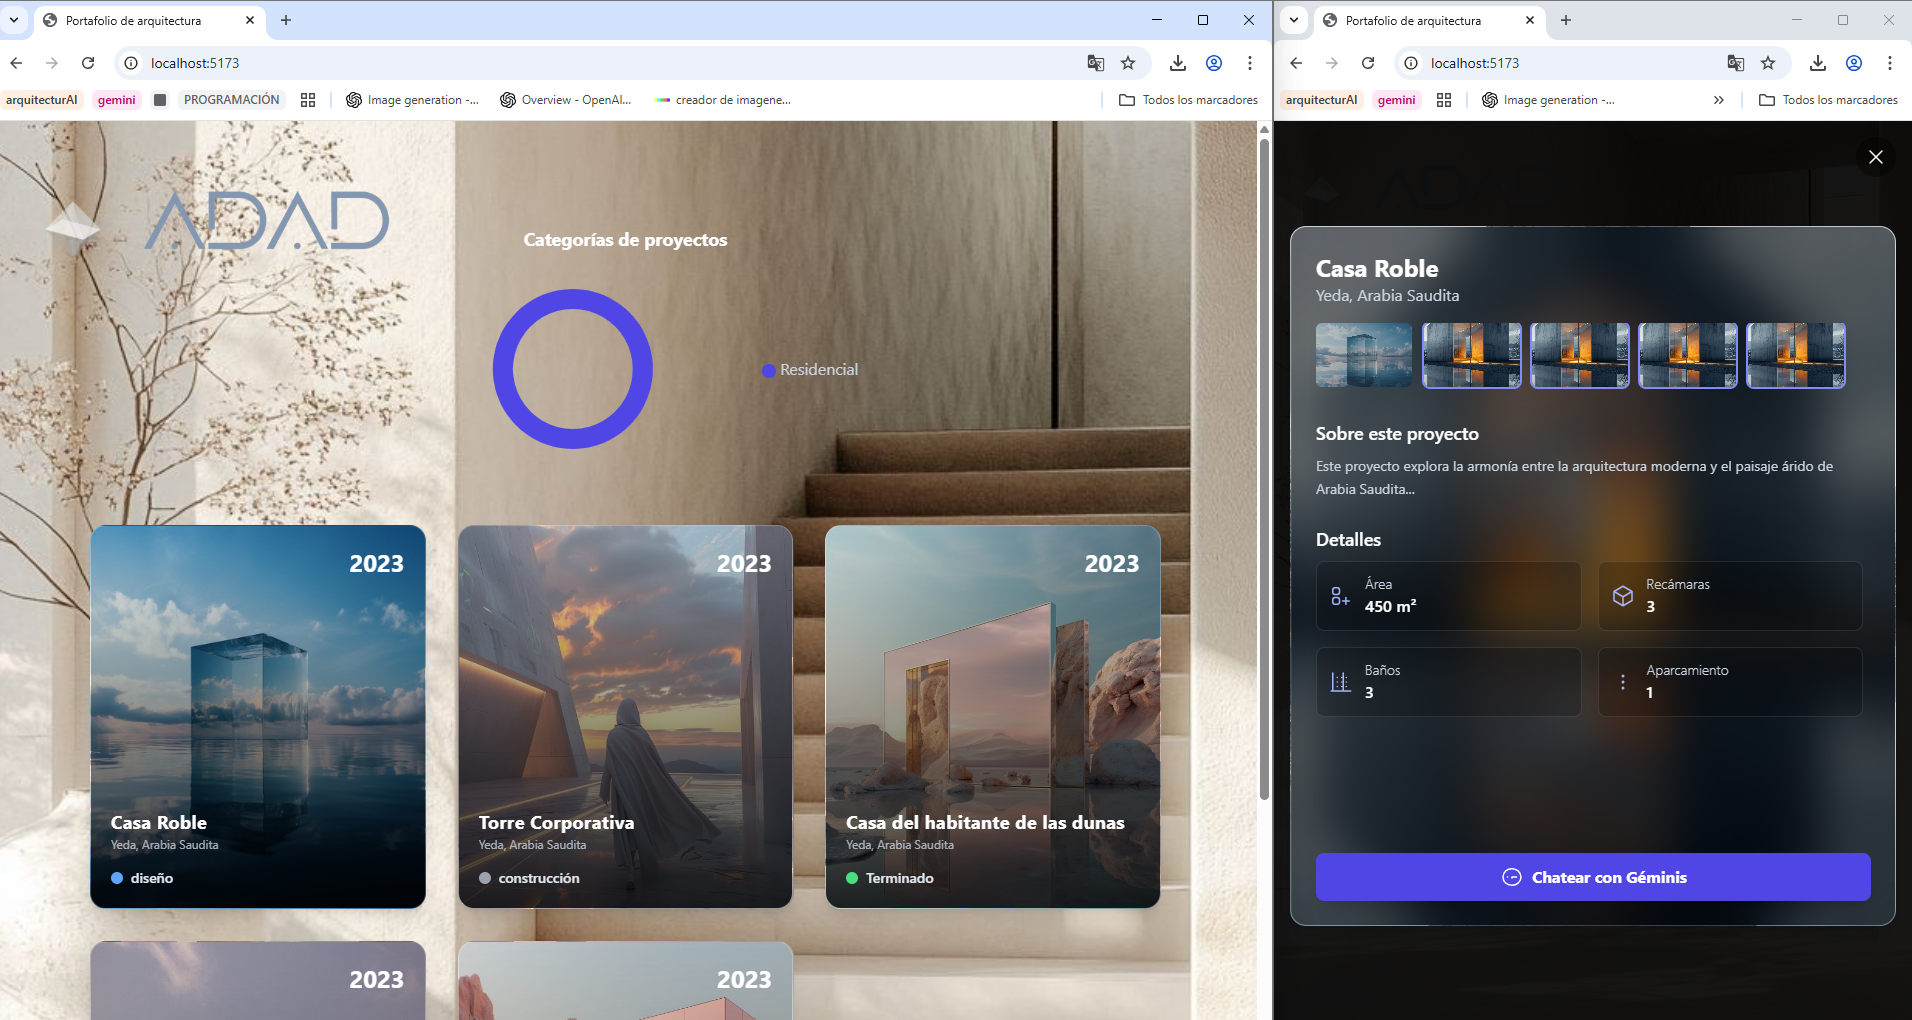 Portafolio de arquitectura
localhost:5173
arquitecturAI
gemini
PROGRAMACIÓN
Image generation -...
Overview - OpenAI...
creador de imagene...
Todos los marcadores
ADAD
Categorías de proyectos
Residencial
2023
Casa Roble
Yeda, Arabia Saudita
diseño
2023
Torre Corporativa
Yeda, Arabia Saudita
construcción
2023
Casa del habitante de las dunas
Yeda, Arabia Saudita
Terminado
2023
2023
Portafolio de arquitectura
localhost:5173
arquitecturAI
gemini
Image generation -...
»
Todos los marcadores
ADAD
Casa Roble
Yeda, Arabia Saudita
Sobre este proyecto
Este proyecto explora la armonía entre la arquitectura moderna y el paisaje árido de
Arabia Saudita...
Detalles
Área
450 m²
Recámaras
3
Baños
3
Aparcamiento
1
Chatear con Géminis